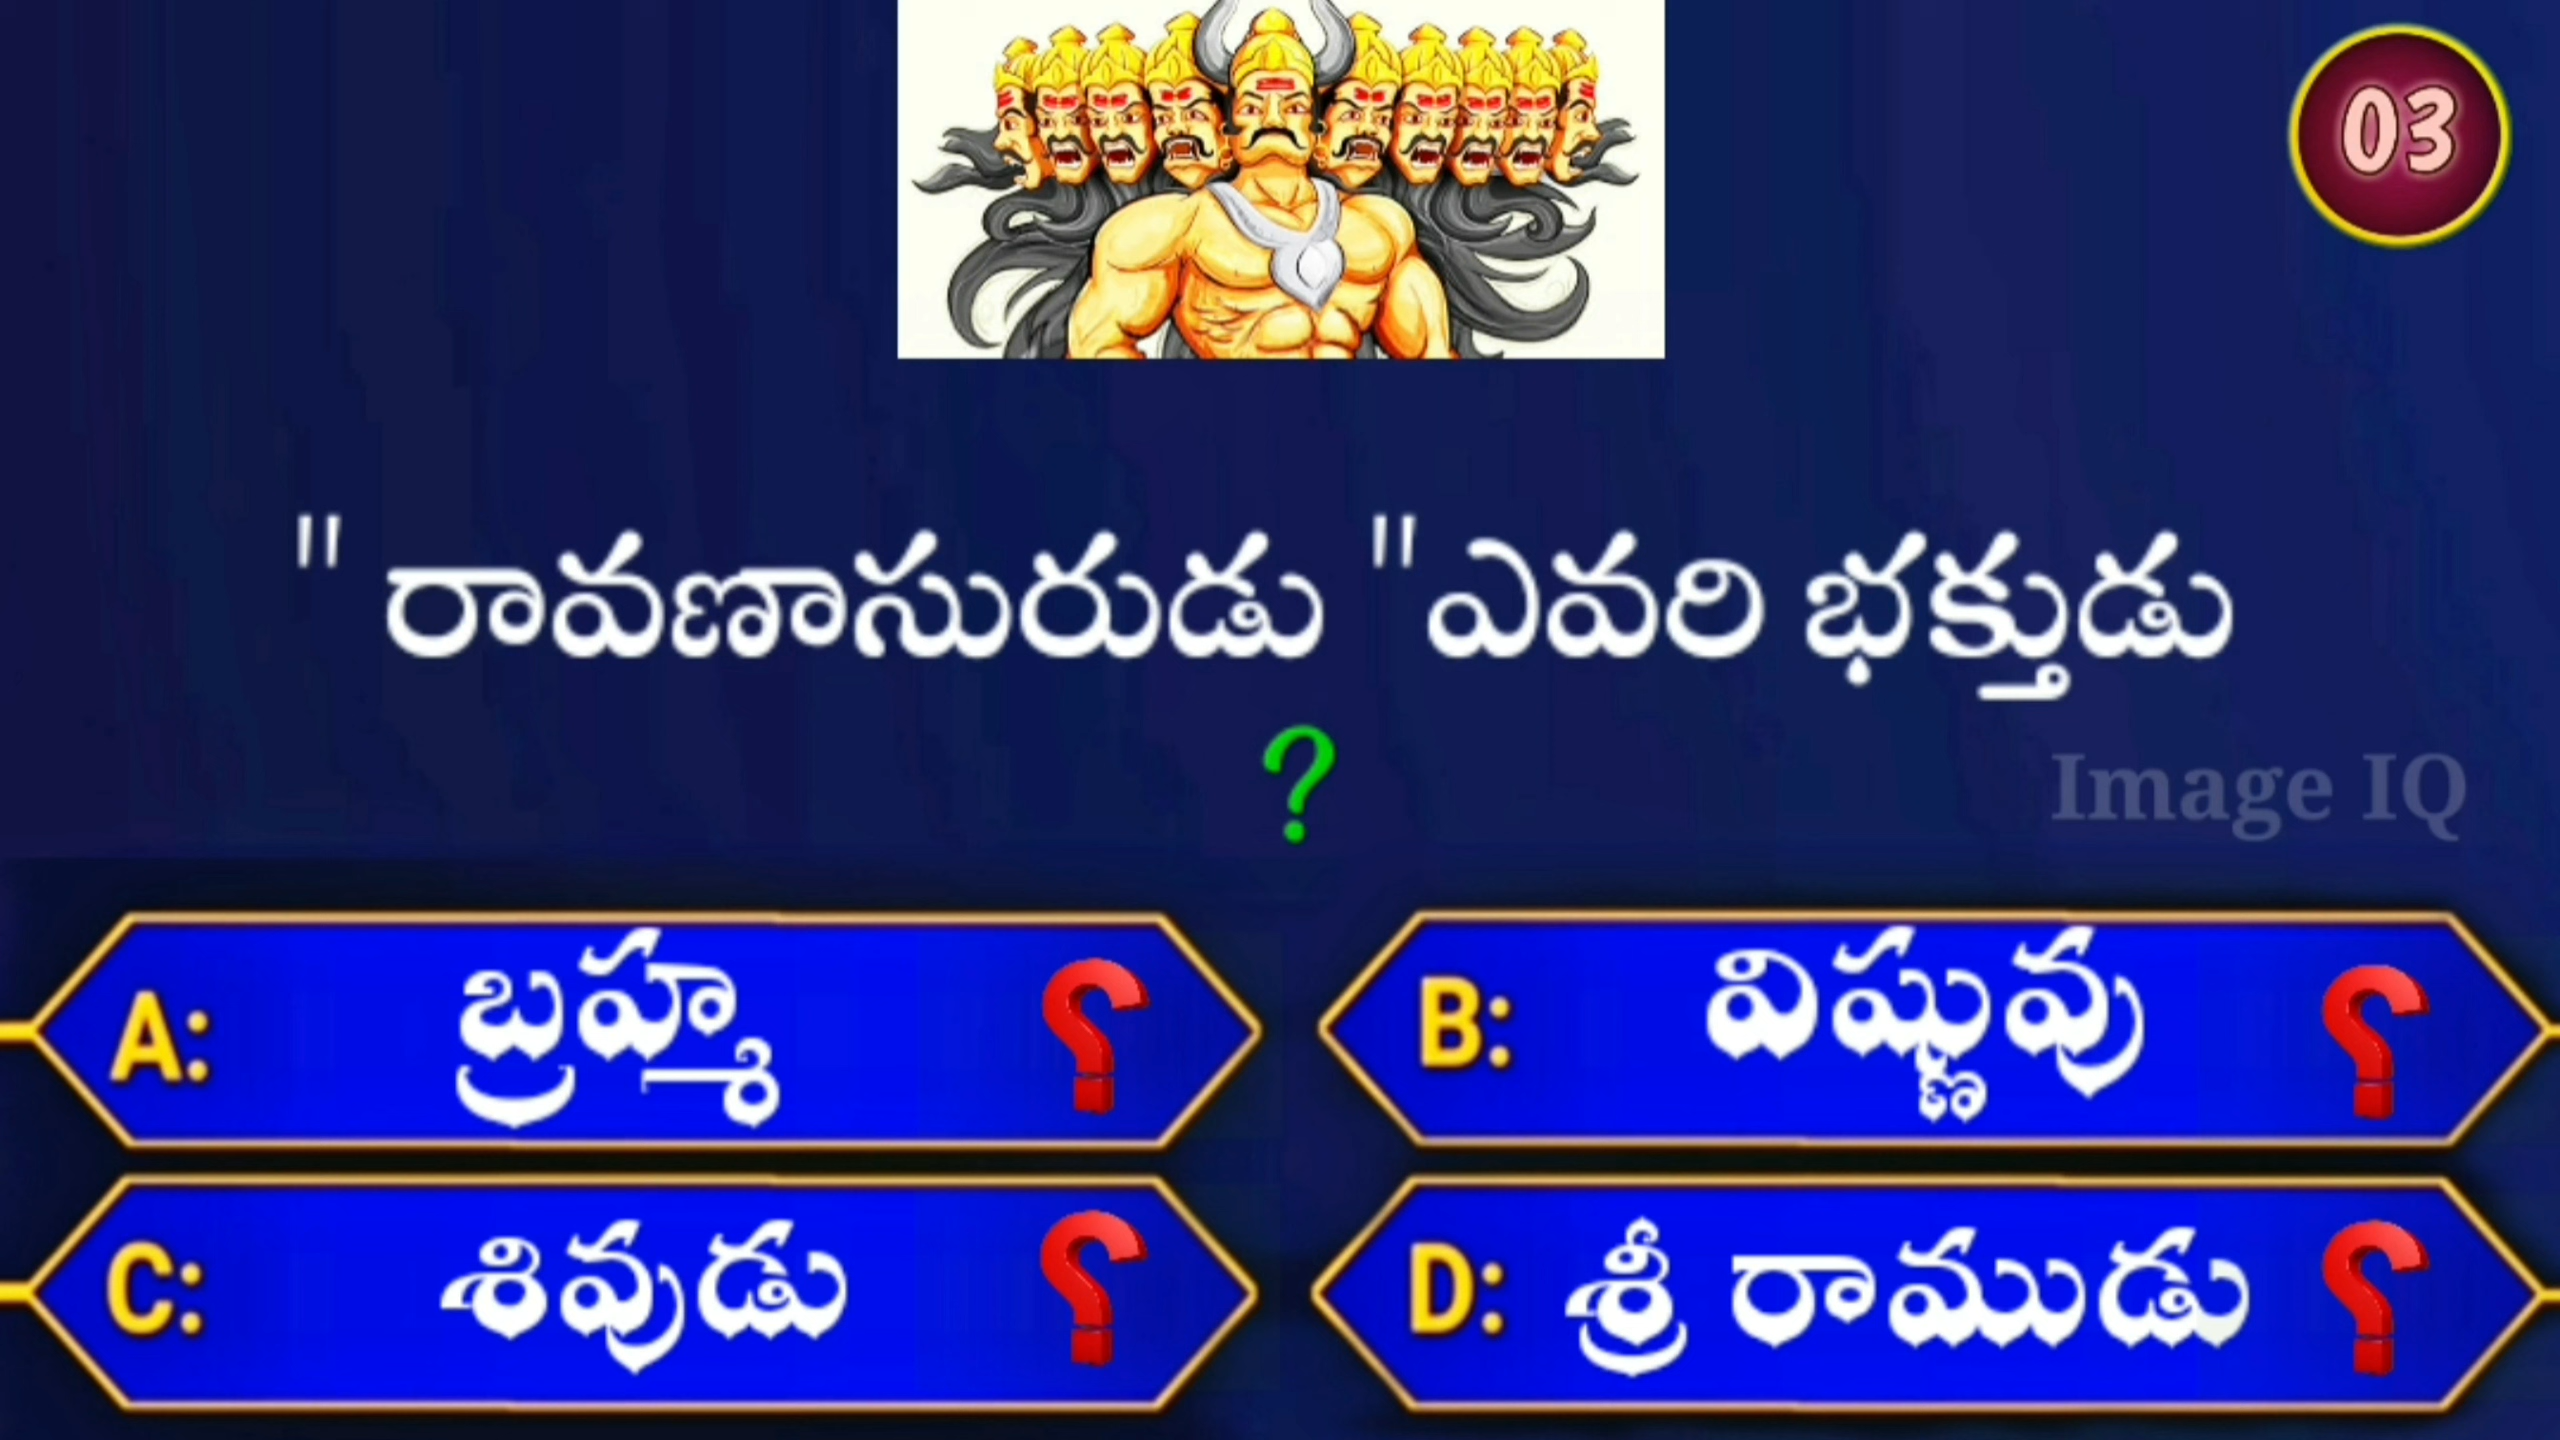 03
" రావణాసురుడు "ఎవరి భక్తుడు
?
Image IQ
A: బ్రహ్మ ?
B: విష్ణువు ?
C: శివుడు ?
D: శ్రీ రాముడు ?